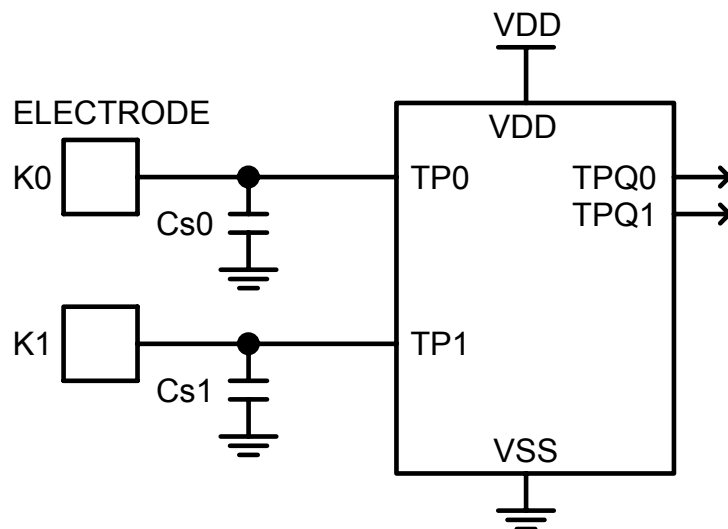 VDD
ELECTRODE
VDD
K0
TP0
TPQ0
TPQ1
Cs0
K1
TP1
Cs1
VSS